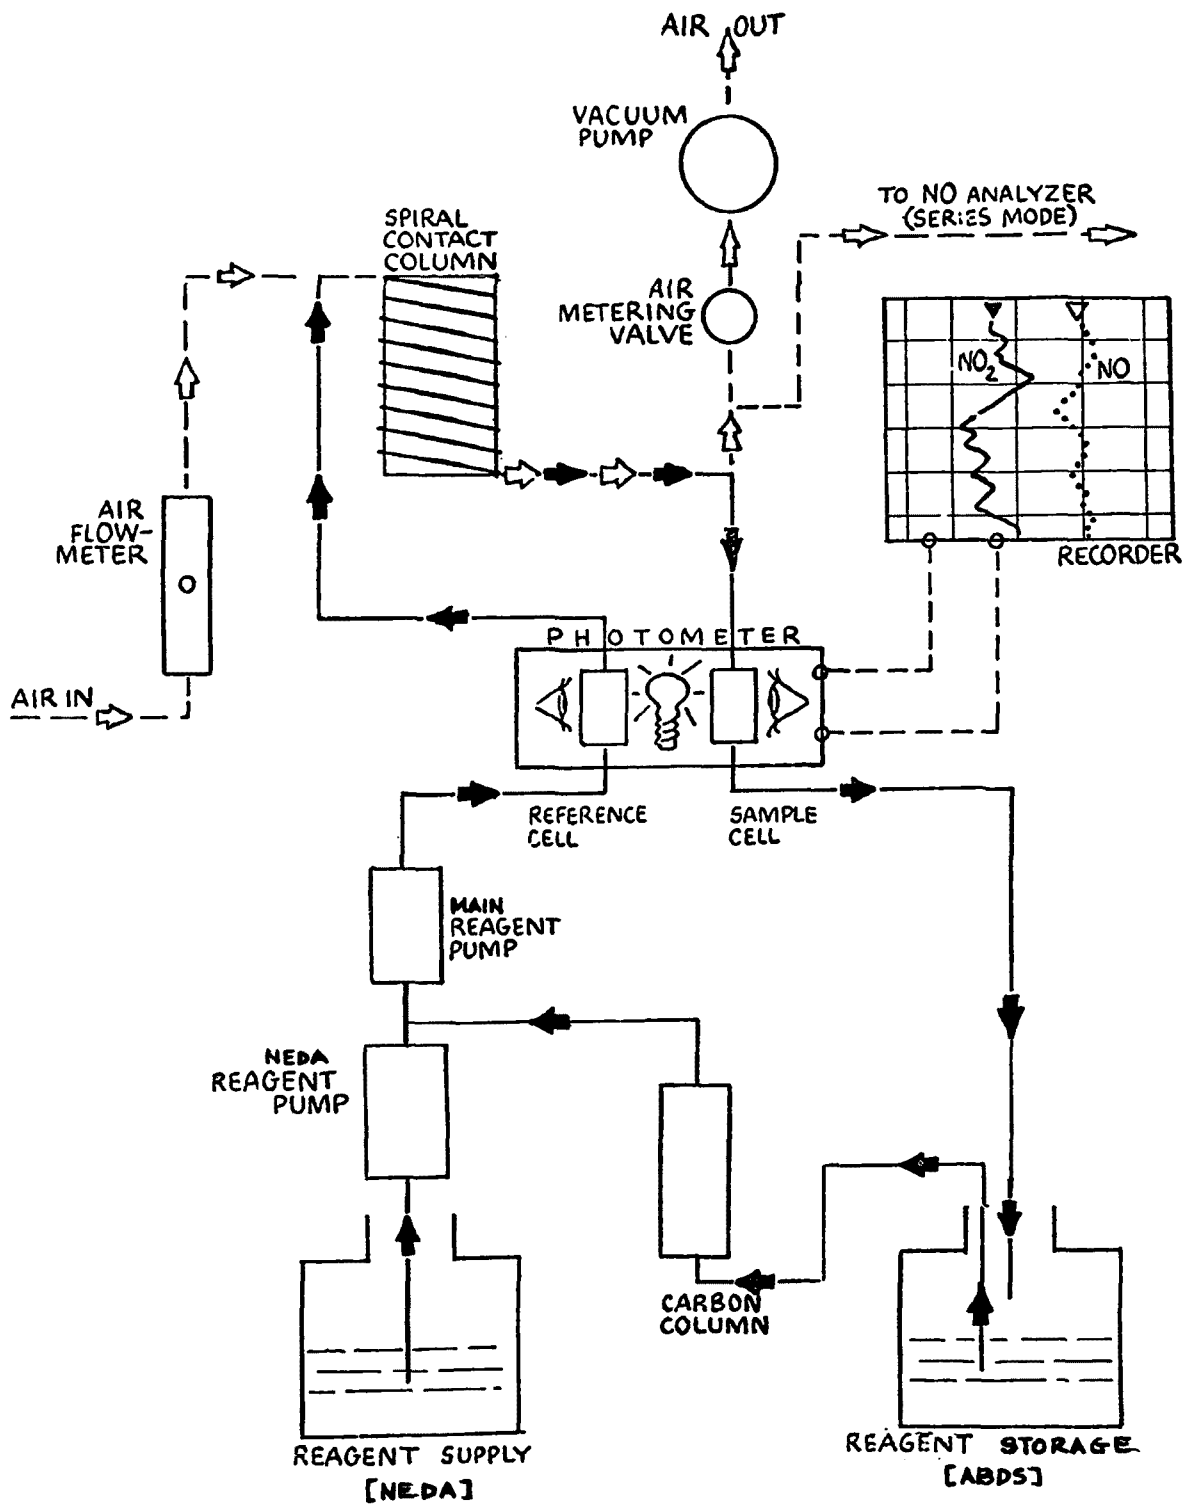 AIR OUT
VACUUM
PUMP
TO NO ANALYZER
(SERIES MODE)
SPIRAL
CONTACT
COLUMN
AIR
METERING
VALVE
NO2
NO
AIR
FLOW-
METER
RECORDER
PHOTOMETER
AIR IN
REFERENCE
CELL
SAMPLE
CELL
MAIN
REAGENT
PUMP
NEDA
REAGENT
PUMP
CARBON
COLUMN
REAGENT SUPPLY
[NEDA]
REAGENT STORAGE
[ABDS]